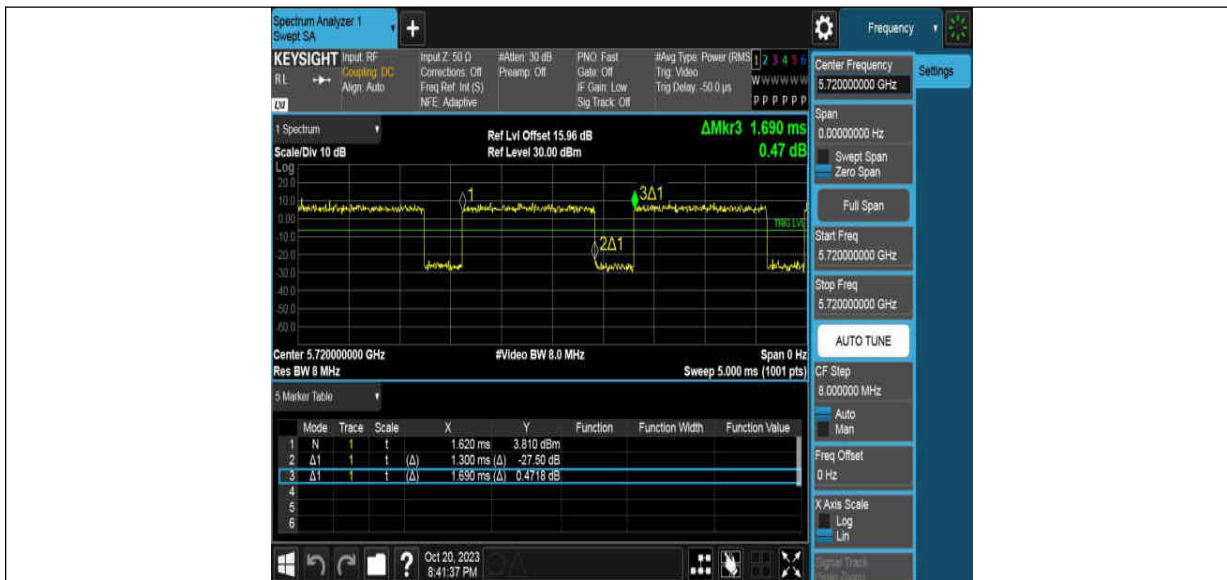 Spectrum Analyzer 1
Swept SA
+
Frequency
KEYSIGHT
RL
LXI
Input: RF
Coupling: DC
Align: Auto
Input Z: 50 Ω
Corrections: Off
Freq Ref: Int (S)
NFE: Adaptive
#Atten: 30 dB
Preamp: Off
PNO: Fast
Gate: Off
IF Gain: Low
Sig Track: Off
#Avg Type: Power (RMS
Trig: Video
Trig Delay: -50.0 µs
1 2 3 4 5 6
W W W W W W
P P P P P P
1 Spectrum
Scale/Div 10 dB
Ref Lvl Offset 15.96 dB
Ref Level 30.00 dBm
ΔMkr3 1.690 ms
0.47 dB
Log
20.0
10.0
0.00
-10.0
-20.0
-30.0
-40.0
-50.0
-60.0
1
2Δ1
3Δ1
TRIG LVL
Center 5.720000000 GHz
#Video BW 8.0 MHz
Span 0 Hz
Res BW 8 MHz
Sweep 5.000 ms (1001 pts)
5 Marker Table
Mode Trace Scale X Y Function Function Width Function Value
1 N 1 t 1.620 ms 3.810 dBm
2 Δ1 1 t (Δ) 1.300 ms (Δ) -27.50 dB
3 Δ1 1 t (Δ) 1.690 ms (Δ) 0.4718 dB
4
5
6
?
Oct 20, 2023
8:41:37 PM
Center Frequency
5.720000000 GHz
Settings
Span
0.00000000 Hz
Swept Span
Zero Span
Full Span
Start Freq
5.720000000 GHz
Stop Freq
5.720000000 GHz
AUTO TUNE
CF Step
8.000000 MHz
Auto
Man
Freq Offset
0 Hz
X Axis Scale
Log
Lin
Signal Track